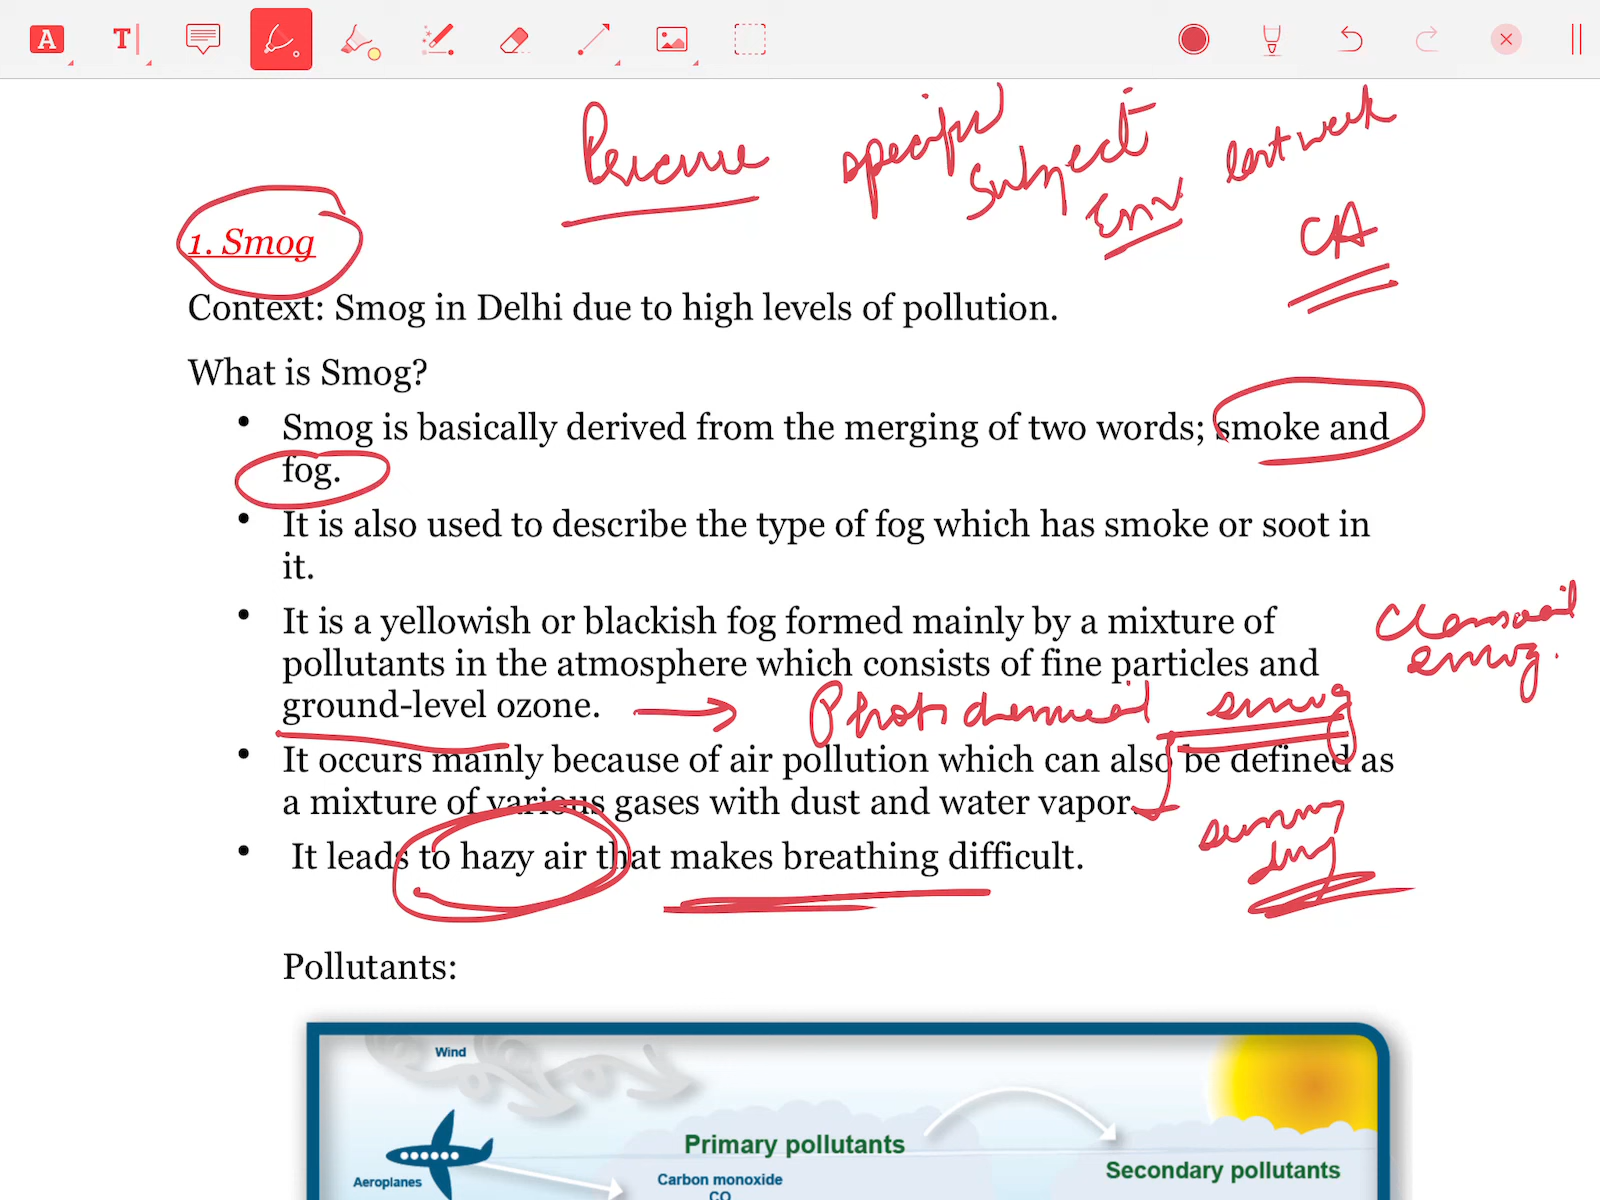 A T
specific
Subject
Env.
last week
CA
1. Smog
Context: Smog in Delhi due to high levels of pollution.
What is Smog?
• Smog is basically derived from the merging of two words; smoke and
fog.
• It is also used to describe the type of fog which has smoke or soot in
it.
• It is a yellowish or blackish fog formed mainly by a mixture of
pollutants in the atmosphere which consists of fine particles and
ground-level ozone. → Photochemical smog
smog.
• It occurs mainly because of air pollution which can also be defined as
a mixture of various gases with dust and water vapor.
• It leads to hazy air that makes breathing difficult.
Pollutants:
Wind
Primary pollutants
Secondary pollutants
Aeroplanes
Carbon monoxide
CO